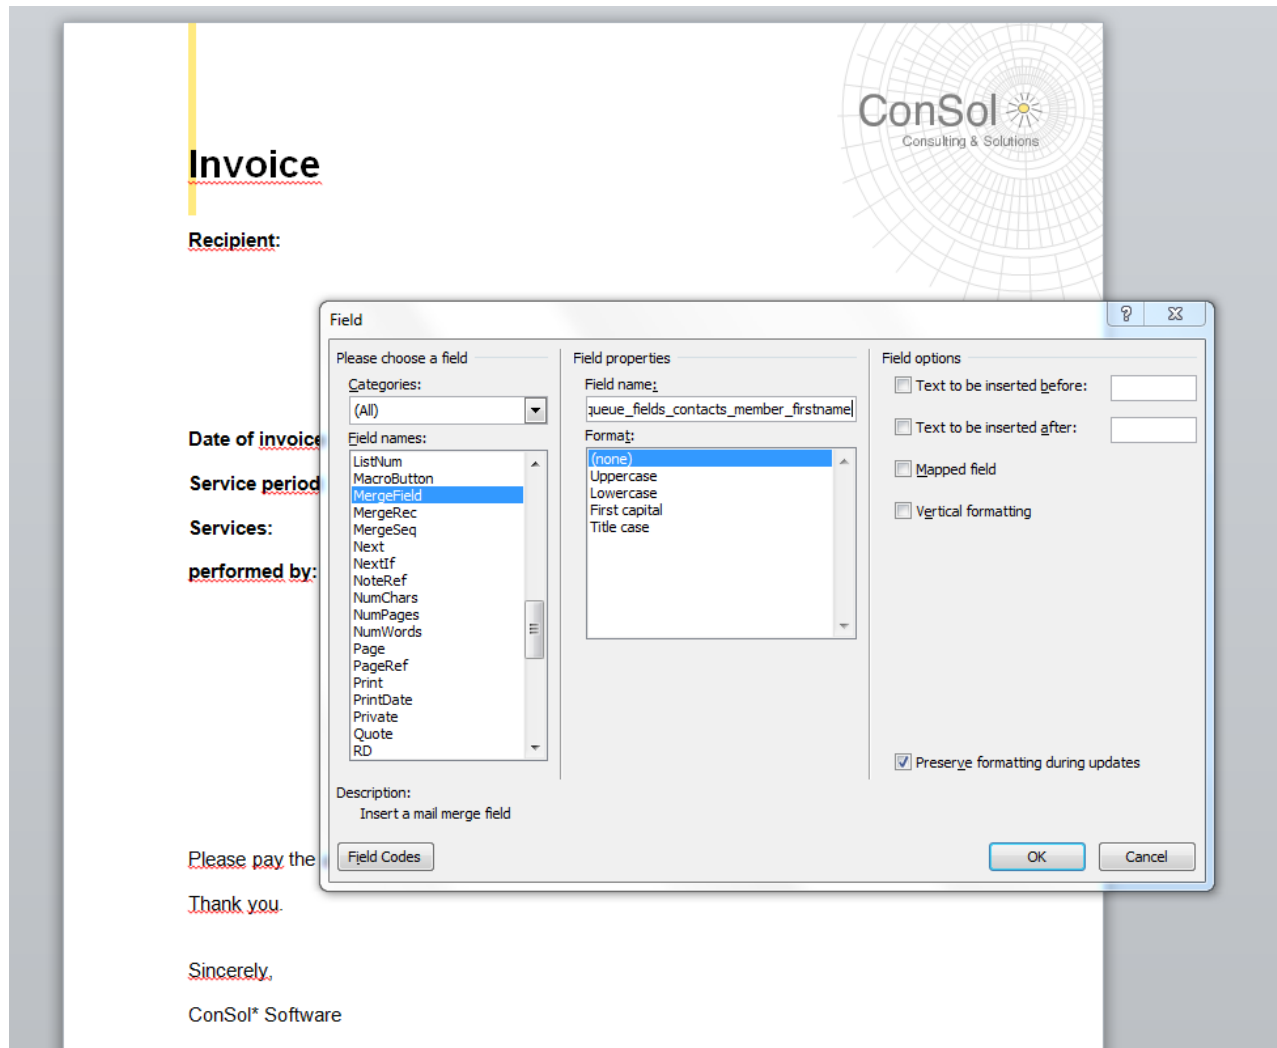 ConSol
Consulting & Solutions
Invoice
Recipient:
Field
Please choose a field
Categories:
(All)
Field names:
ListNum
MacroButton
MergeField
MergeRec
MergeSeq
Next
NextIf
NoteRef
NumChars
NumPages
NumWords
Page
PageRef
Print
PrintDate
Private
Quote
RD
Description:
Insert a mail merge field
Field Codes
Field properties
Field name:
queue_fields_contacts_member_firstname
Format:
(none)
Uppercase
Lowercase
First capital
Title case
Field options
Text to be inserted before:
Text to be inserted after:
Mapped field
Vertical formatting
Preserve formatting during updates
OK
Cancel
Date of invoice
Service period
Services:
performed by:
Please pay the
Thank you.
Sincerely,
ConSol* Software